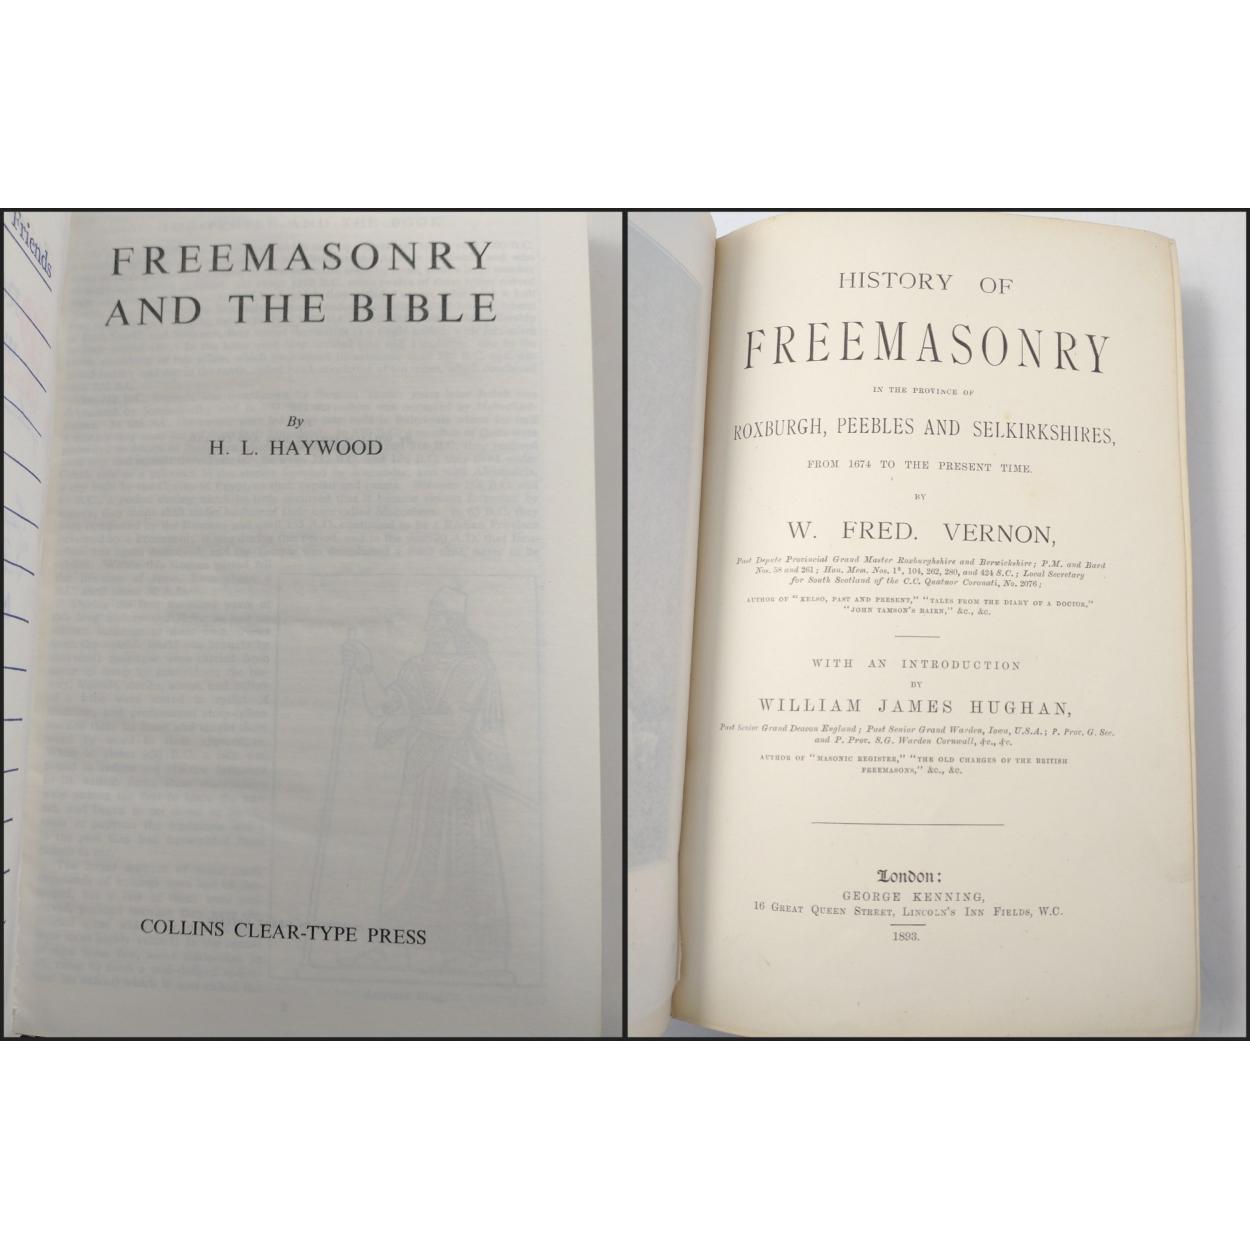 Friends
FREEMASONRY
AND THE BIBLE
By
H. L. HAYWOOD
COLLINS CLEAR-TYPE PRESS
HISTORY OF
FREEMASONRY
IN THE PROVINCE OF
ROXBURGH, PEEBLES AND SELKIRKSHIRES,
FROM 1674 TO THE PRESENT TIME.
BY
W. FRED. VERNON,
Past Depute Provincial Grand Master Roxburghshire and Berwickshire; P.M. and Bard
Nos. 58 and 261; Hon. Mem. Nos. 1*, 104, 262, 280, and 424 S.C.; Local Secretary
for South Scotland of the C.C. Quatuor Coronati, No. 2076;
AUTHOR OF "KELSO, PAST AND PRESENT," "TALES FROM THE DIARY OF A DOCTOR,"
"JOHN TAMSON'S BAIRN," &c., &c.
WITH AN INTRODUCTION
BY
WILLIAM JAMES HUGHAN,
Past Senior Grand Deacon England; Past Senior Grand Warden, Iowa, U.S.A.; P. Prov. G. Sec.
and P. Prov. S.G. Warden Cornwall, &c., &c.
AUTHOR OF "MASONIC REGISTER," "THE OLD CHARGES OF THE BRITISH
FREEMASONS," &c., &c.
London:
GEORGE KENNING,
16 GREAT QUEEN STREET, LINCOLN'S INN FIELDS, W.C.
1893.